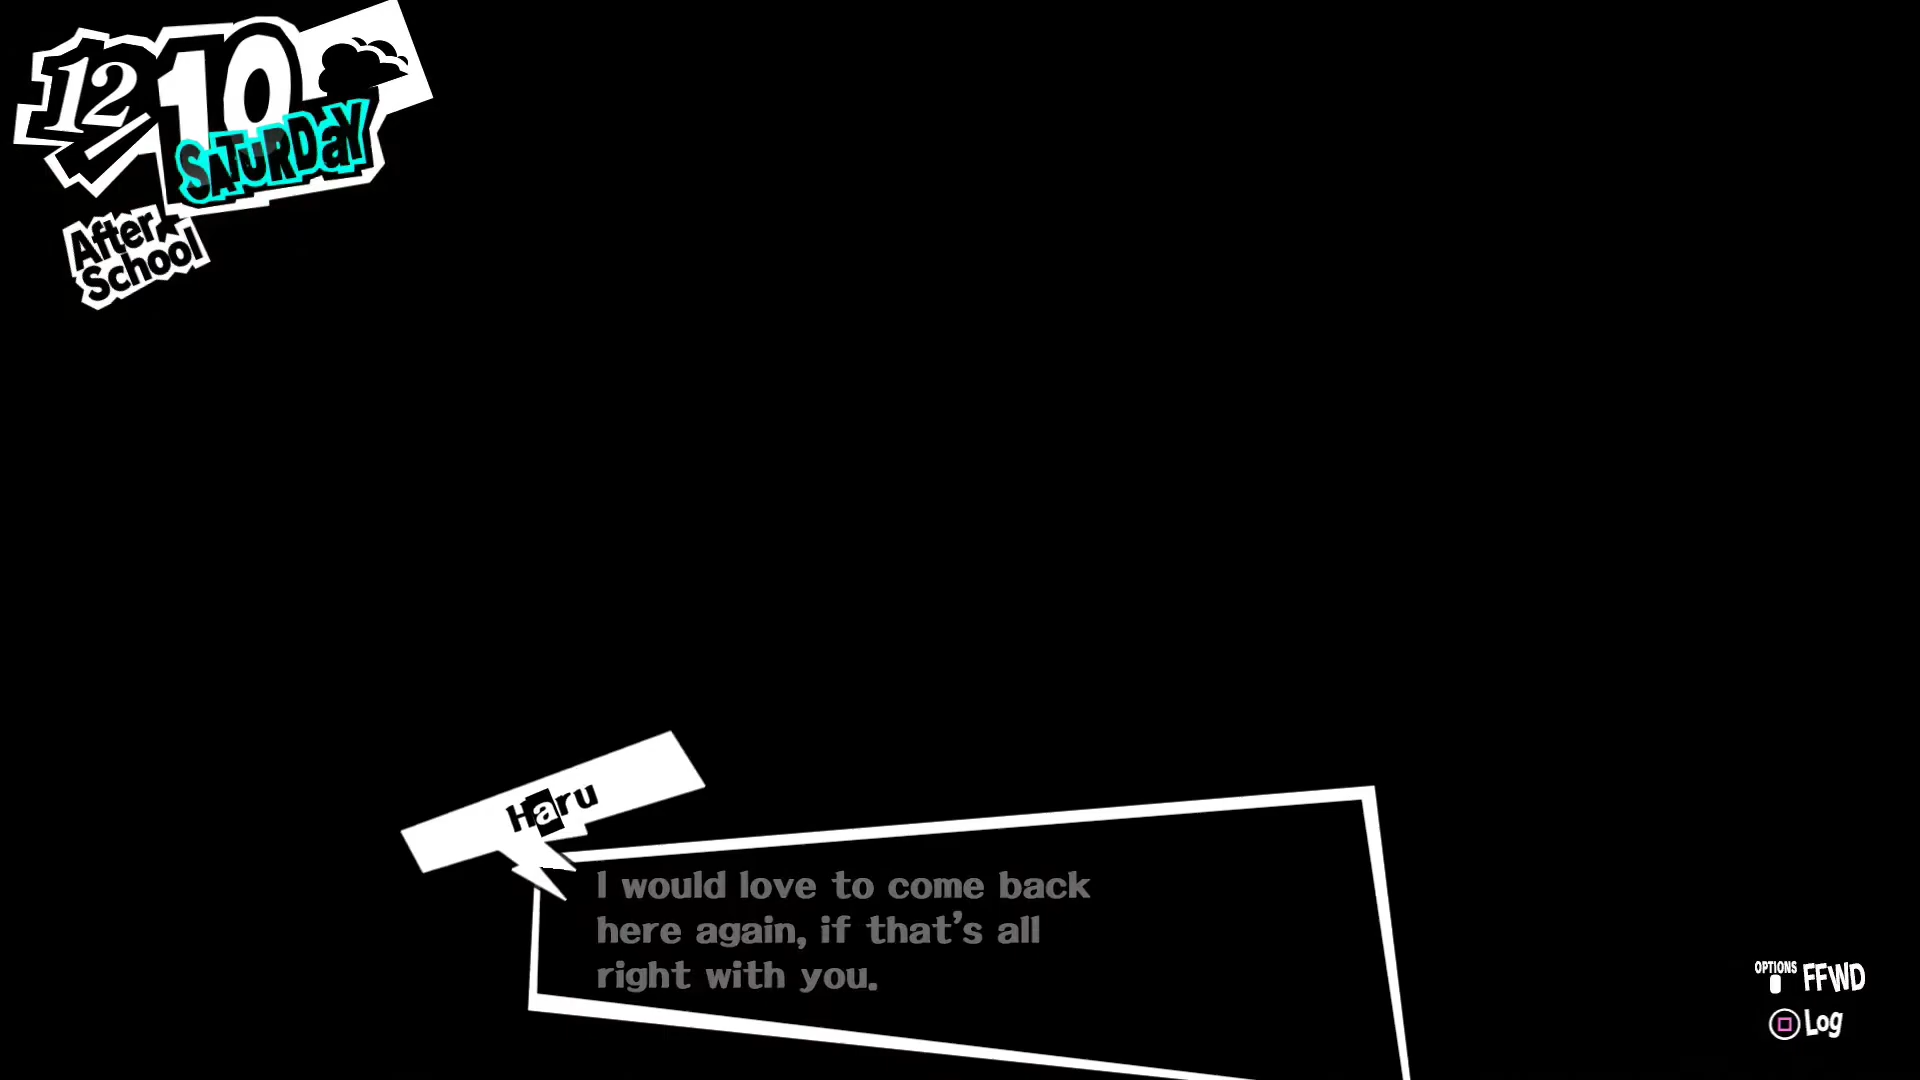 12/10
SATURDaY
After
School
Haru
I would love to come back
here again, if that's all
right with you.
OPTIONS FFWD
Log